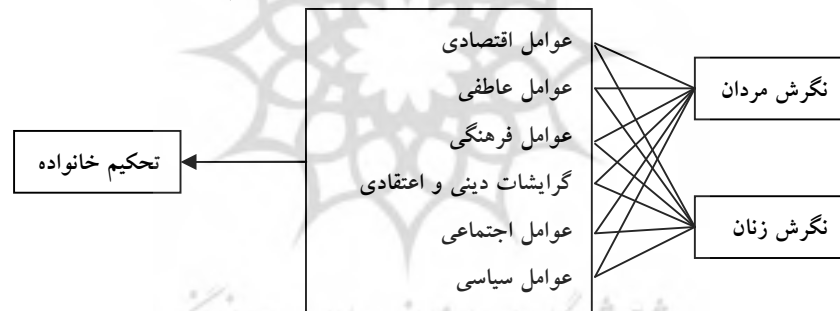 نگرش مردان
نگرش زنان
عوامل اقتصادی
عوامل عاطفی
عوامل فرهنگی
گرایشات دینی و اعتقادی
عوامل اجتماعی
عوامل سیاسی
تحکیم خانواده